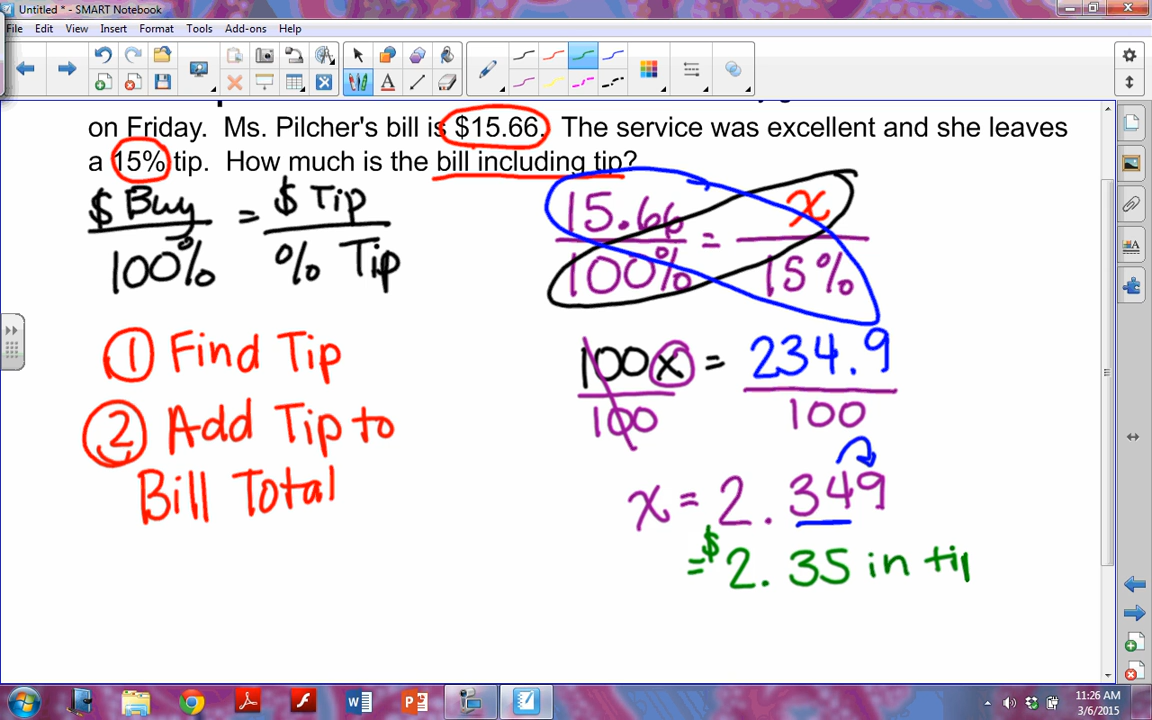 Untitled * - SMART Notebook
File Edit View Insert Format Tools Add-ons Help
on Friday. Ms. Pilcher's bill is $15.66. The service was excellent and she leaves
a 15% tip. How much is the bill including tip?
$ Buy = $ Tip
100% % Tip
15.66 = x
100% 15%
① Find Tip
② Add Tip to
Bill Total
100x = 234.9
100 100
x = 2.349
= $2.35 in tip
11:26 AM
3/6/2015